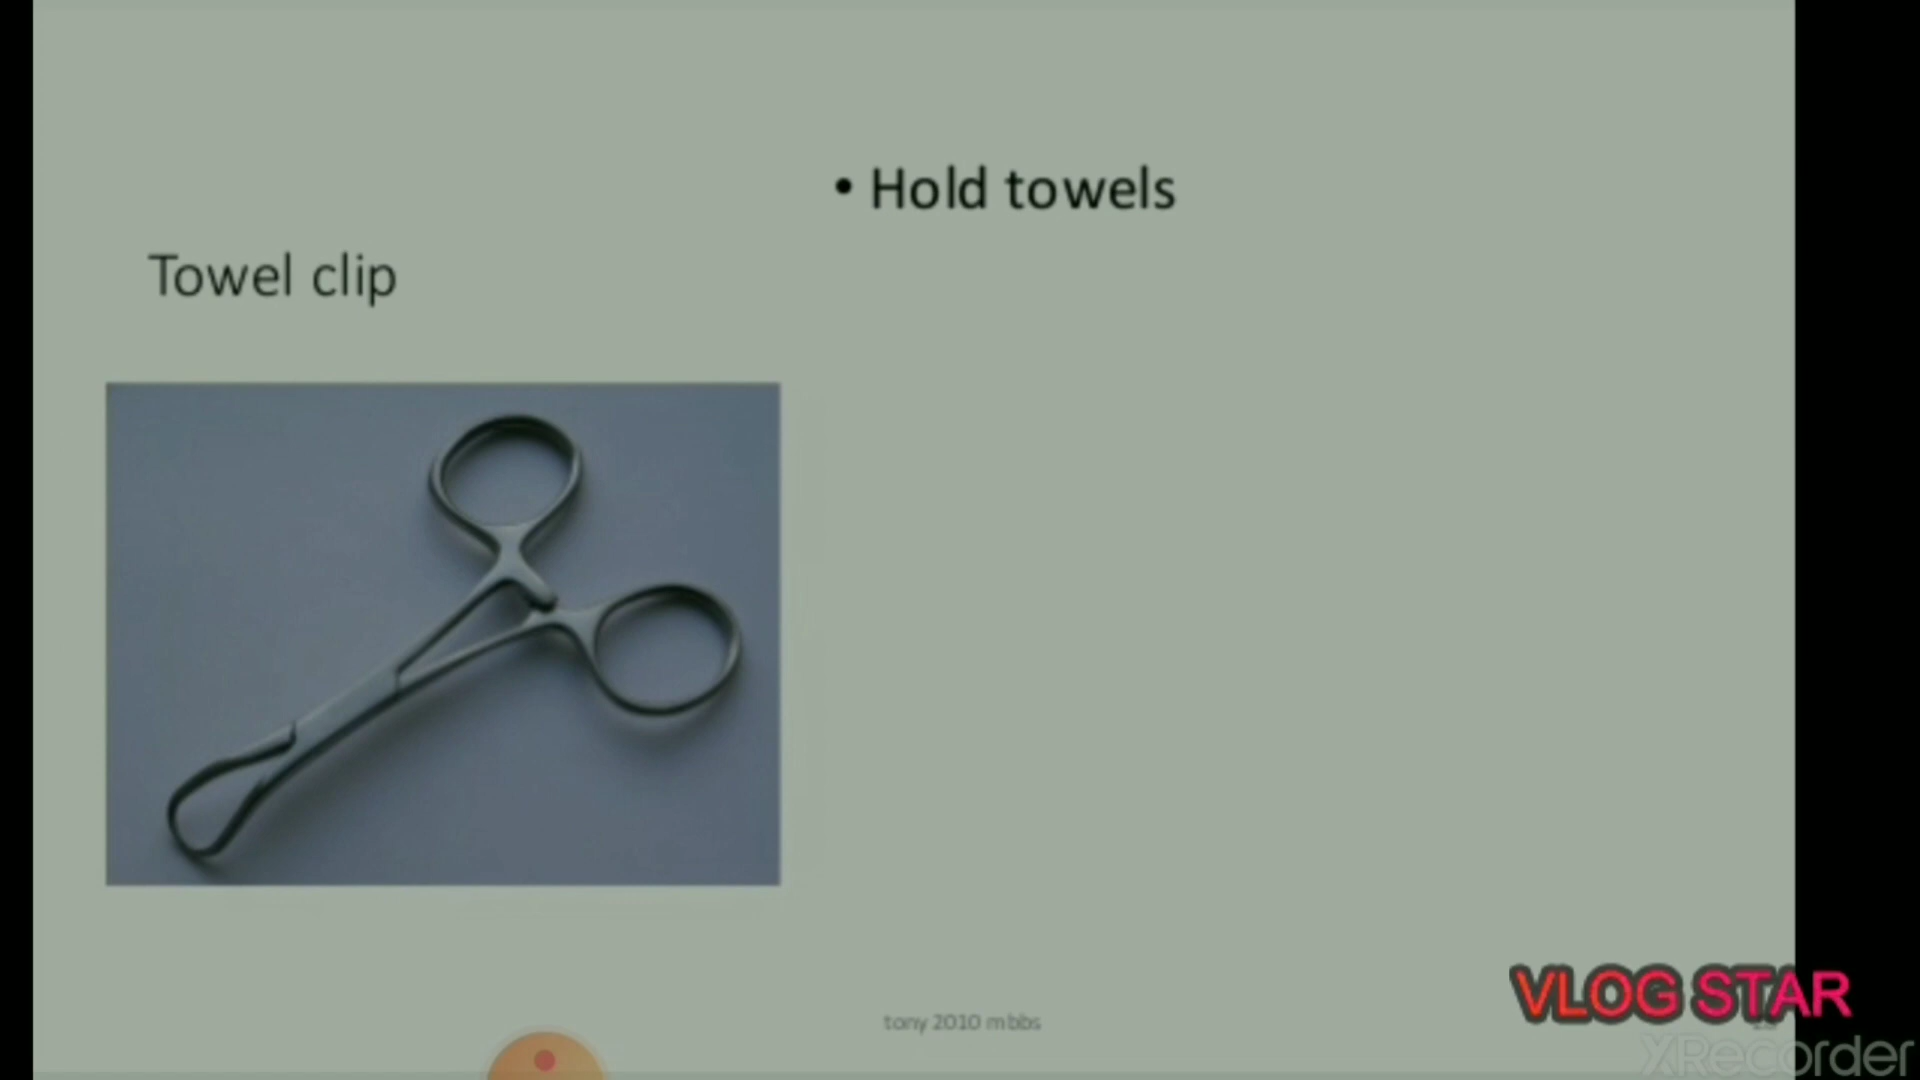 • Hold towels
Towel clip
tony 2010 mbbs
VLOG STAR
XRecorder